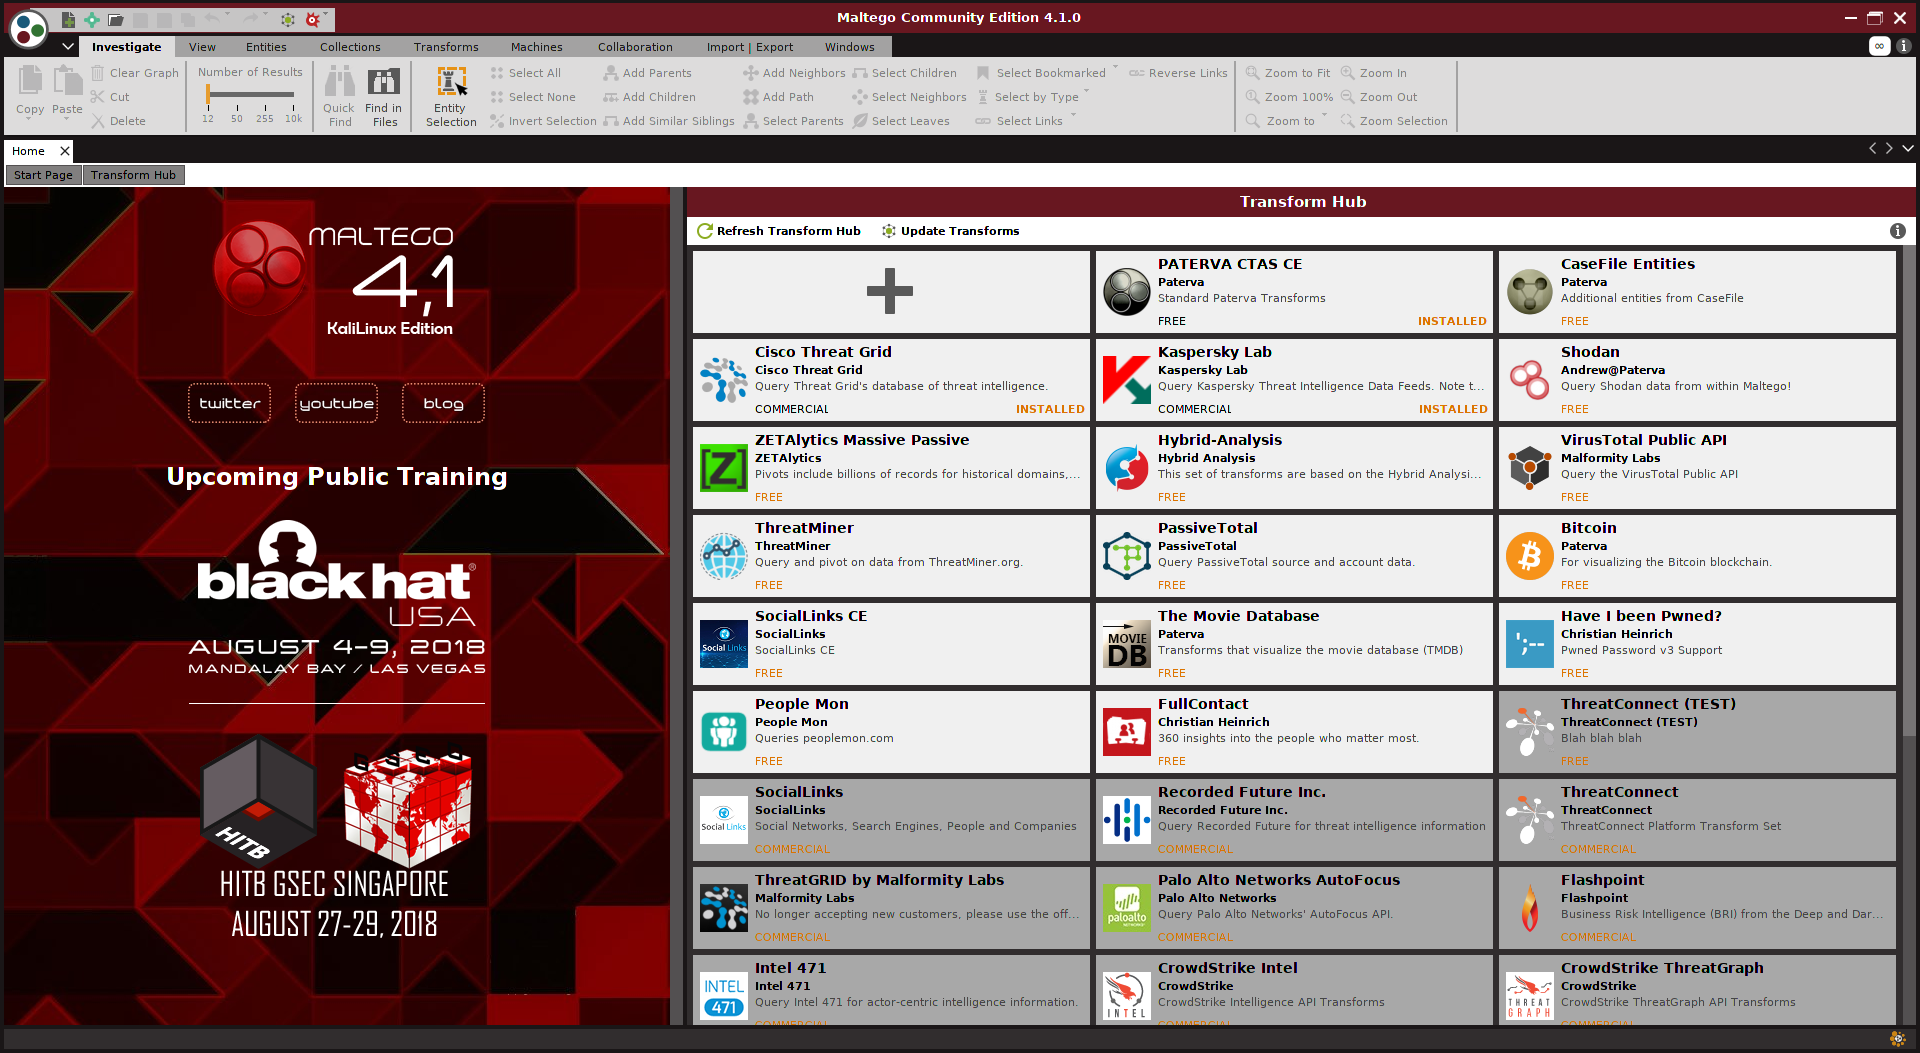 Maltego Community Edition 4.1.0
Investigate View Entities Collections Transforms Machines Collaboration Import | Export Windows
Copy Paste Clear Graph Cut Delete
Number of Results
12 50 255 10k
Quick Find Find in Files
Entity Selection
Select All Add Parents Add Neighbors Select Children Select Bookmarked Reverse Links
Select None Add Children Add Path Select Neighbors Select by Type
Invert Selection Add Similar Siblings Select Parents Select Leaves Select Links
Zoom to Fit Zoom In
Zoom 100% Zoom Out
Zoom to Zoom Selection
Home
Start Page Transform Hub
MALTEGO
4,1
KaliLinux Edition
twitter youtube blog
Upcoming Public Training
black hat®
USA
AUGUST 4-9, 2018
MANDALAY BAY / LAS VEGAS
HITB
HITB GSEC SINGAPORE
AUGUST 27-29, 2018
Transform Hub
Refresh Transform Hub Update Transforms
PATERVA CTAS CE
Paterva
Standard Paterva Transforms
FREE INSTALLED
CaseFile Entities
Paterva
Additional entities from CaseFile
FREE
Cisco Threat Grid
Cisco Threat Grid
Query Threat Grid's database of threat intelligence.
COMMERCIAL INSTALLED
Kaspersky Lab
Kaspersky Lab
Query Kaspersky Threat Intelligence Data Feeds. Note t...
COMMERCIAL INSTALLED
Shodan
Andrew@Paterva
Query Shodan data from within Maltego!
FREE
[Z]
ZETAlytics Massive Passive
ZETAlytics
Pivots include billions of records for historical domains,...
FREE
Hybrid-Analysis
Hybrid Analysis
This set of transforms are based on the Hybrid Analysi...
FREE
VirusTotal Public API
Malformity Labs
Query the VirusTotal Public API
FREE
ThreatMiner
ThreatMiner
Query and pivot on data from ThreatMiner.org.
FREE
PassiveTotal
PassiveTotal
Query PassiveTotal source and account data.
FREE
Bitcoin
Paterva
For visualizing the Bitcoin blockchain.
FREE
Social Links
SocialLinks CE
SocialLinks
SocialLinks CE
FREE
MOVIE DB
The Movie Database
Paterva
Transforms that visualize the movie database (TMDB)
FREE
';--
Have I been Pwned?
Christian Heinrich
Pwned Password v3 Support
FREE
People Mon
People Mon
Queries peoplemon.com
FREE
FullContact
Christian Heinrich
360 insights into the people who matter most.
FREE
ThreatConnect (TEST)
ThreatConnect (TEST)
Blah blah blah
FREE
Social Links
SocialLinks
SocialLinks
Social Networks, Search Engines, People and Companies
COMMERCIAL
Recorded Future Inc.
Recorded Future Inc.
Query Recorded Future for threat intelligence information
COMMERCIAL
ThreatConnect
ThreatConnect
ThreatConnect Platform Transform Set
COMMERCIAL
ThreatGRID by Malformity Labs
Malformity Labs
No longer accepting new customers, please use the off...
COMMERCIAL
paloalto
Palo Alto Networks AutoFocus
Palo Alto Networks
Query Palo Alto Networks' AutoFocus API.
COMMERCIAL
Flashpoint
Flashpoint
Business Risk Intelligence (BRI) from the Deep and Dar...
COMMERCIAL
INTEL 471
Intel 471
Intel 471
Query Intel 471 for actor-centric intelligence information.
COMMERCIAL
INTEL
CrowdStrike Intel
CrowdStrike
CrowdStrike Intelligence API Transforms
COMMERCIAL
THREAT GRAPH
CrowdStrike ThreatGraph
CrowdStrike
CrowdStrike ThreatGraph API Transforms
COMMERCIAL